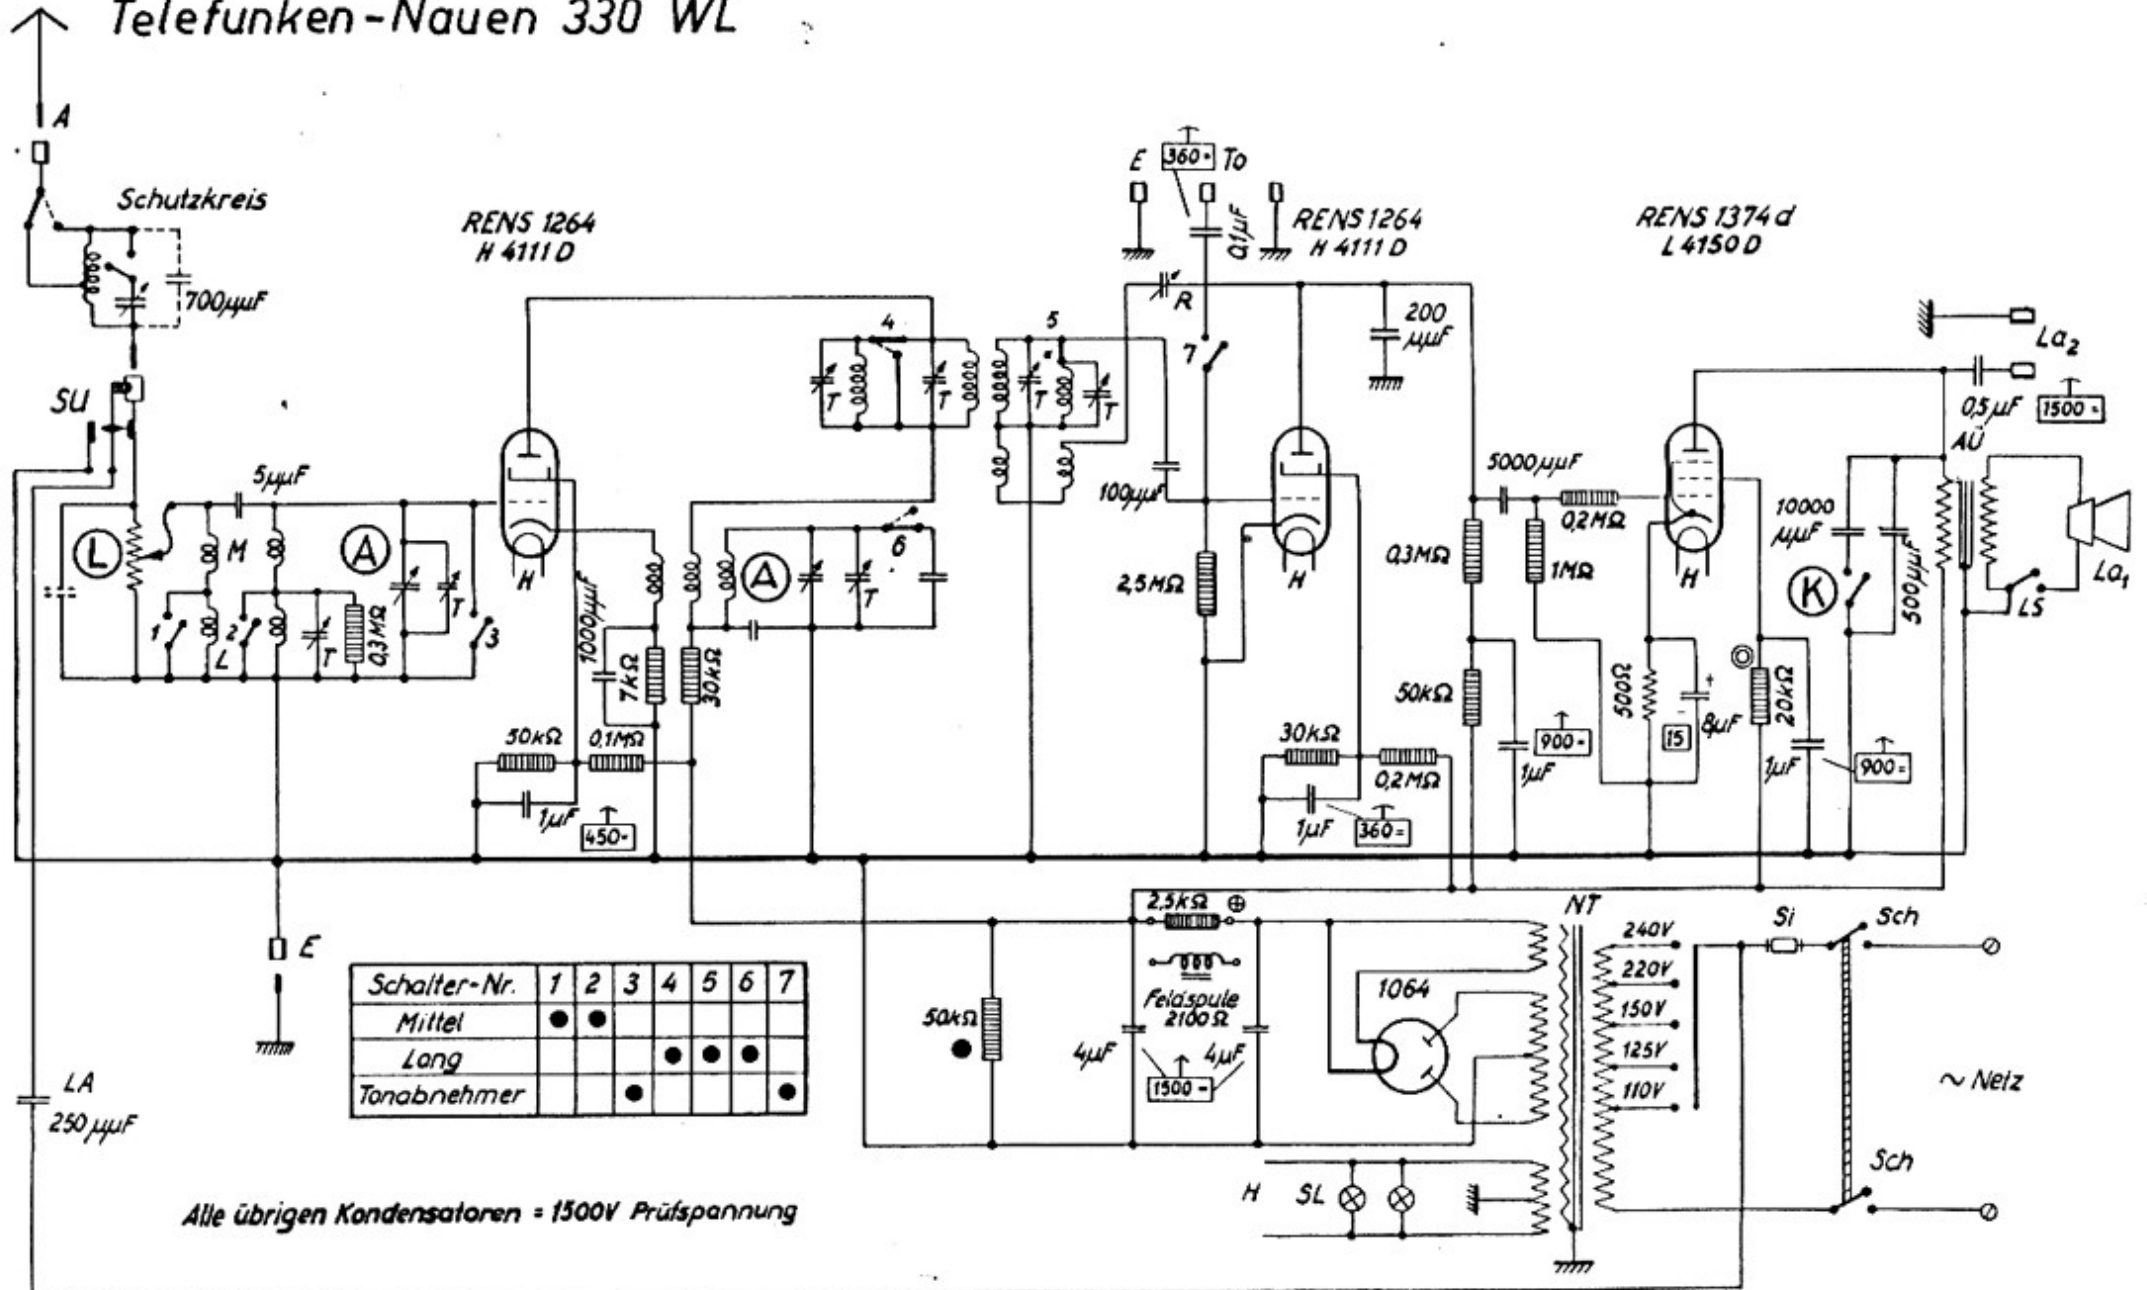 Telefunken-Nauen 330 WL
A
Schutzkreis
700µµF
SU
5µµF
L
M
A
1
L
2
T
0,3MΩ
T
3
RENS 1264
H 4111 D
H
1000µµF
7kΩ
30kΩ
50kΩ
0,1MΩ
1µF
450=
4
T
T
5
T
T
A
T
6
E
360=
To
0,1µF
R
7
100µµF
2,5MΩ
RENS 1264
H 4111 D
H
200
µµF
30kΩ
0,2MΩ
1µF
360=
5000µµF
0,2MΩ
0,3MΩ
1MΩ
50kΩ
900=
1µF
RENS 1374 d
L 4150 D
H
500Ω
+
-
15
8µF
20kΩ
1µF
900=
La2
0,5µF
1500=
AÜ
10000
µµF
500µµF
K
LS
La1
E
LA
250µµF
Schalter-Nr. 1 2 3 4 5 6 7
Mittel ● ●
Lang ● ● ●
Tonabnehmer ● ●
Alle übrigen Kondensatoren = 1500V Prüfspannung
50kΩ
2,5kΩ
Feldspule
2100Ω
4µF
1500=
4µF
1064
NT
240V
220V
150V
125V
110V
Si
Sch
~ Netz
Sch
H
SL